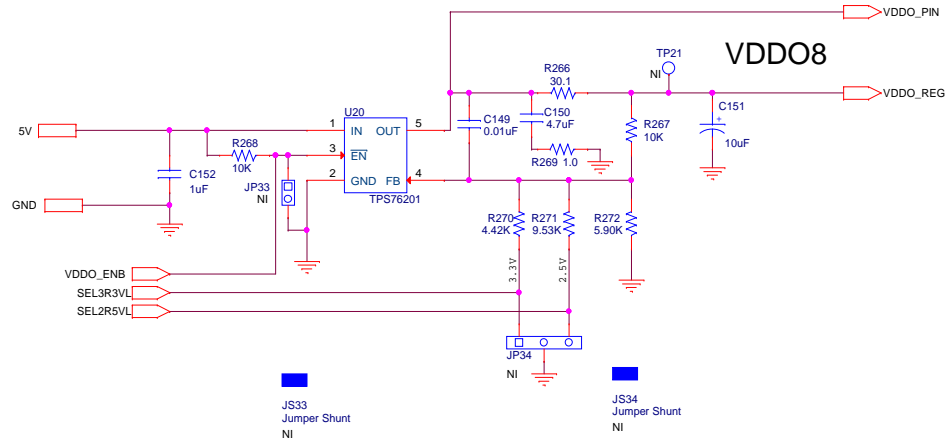 VDDO_PIN
TP21
VDDO8
NI
R266
30.1
VDDO_REG
C151
10uF
+
U20
C149
0.01uF
C150
4.7uF
R267
10K
5V
1
IN
OUT
5
R268
10K
3
EN
R269 1.0
C152
1uF
JP33
NI
2
GND
FB
4
TPS76201
GND
R270
4.42K
R271
9.53K
R272
5.90K
3.3V
2.5V
VDDO_ENB
SEL3R3VL
SEL2R5VL
JP34
NI
JS33
Jumper Shunt
NI
JS34
Jumper Shunt
NI